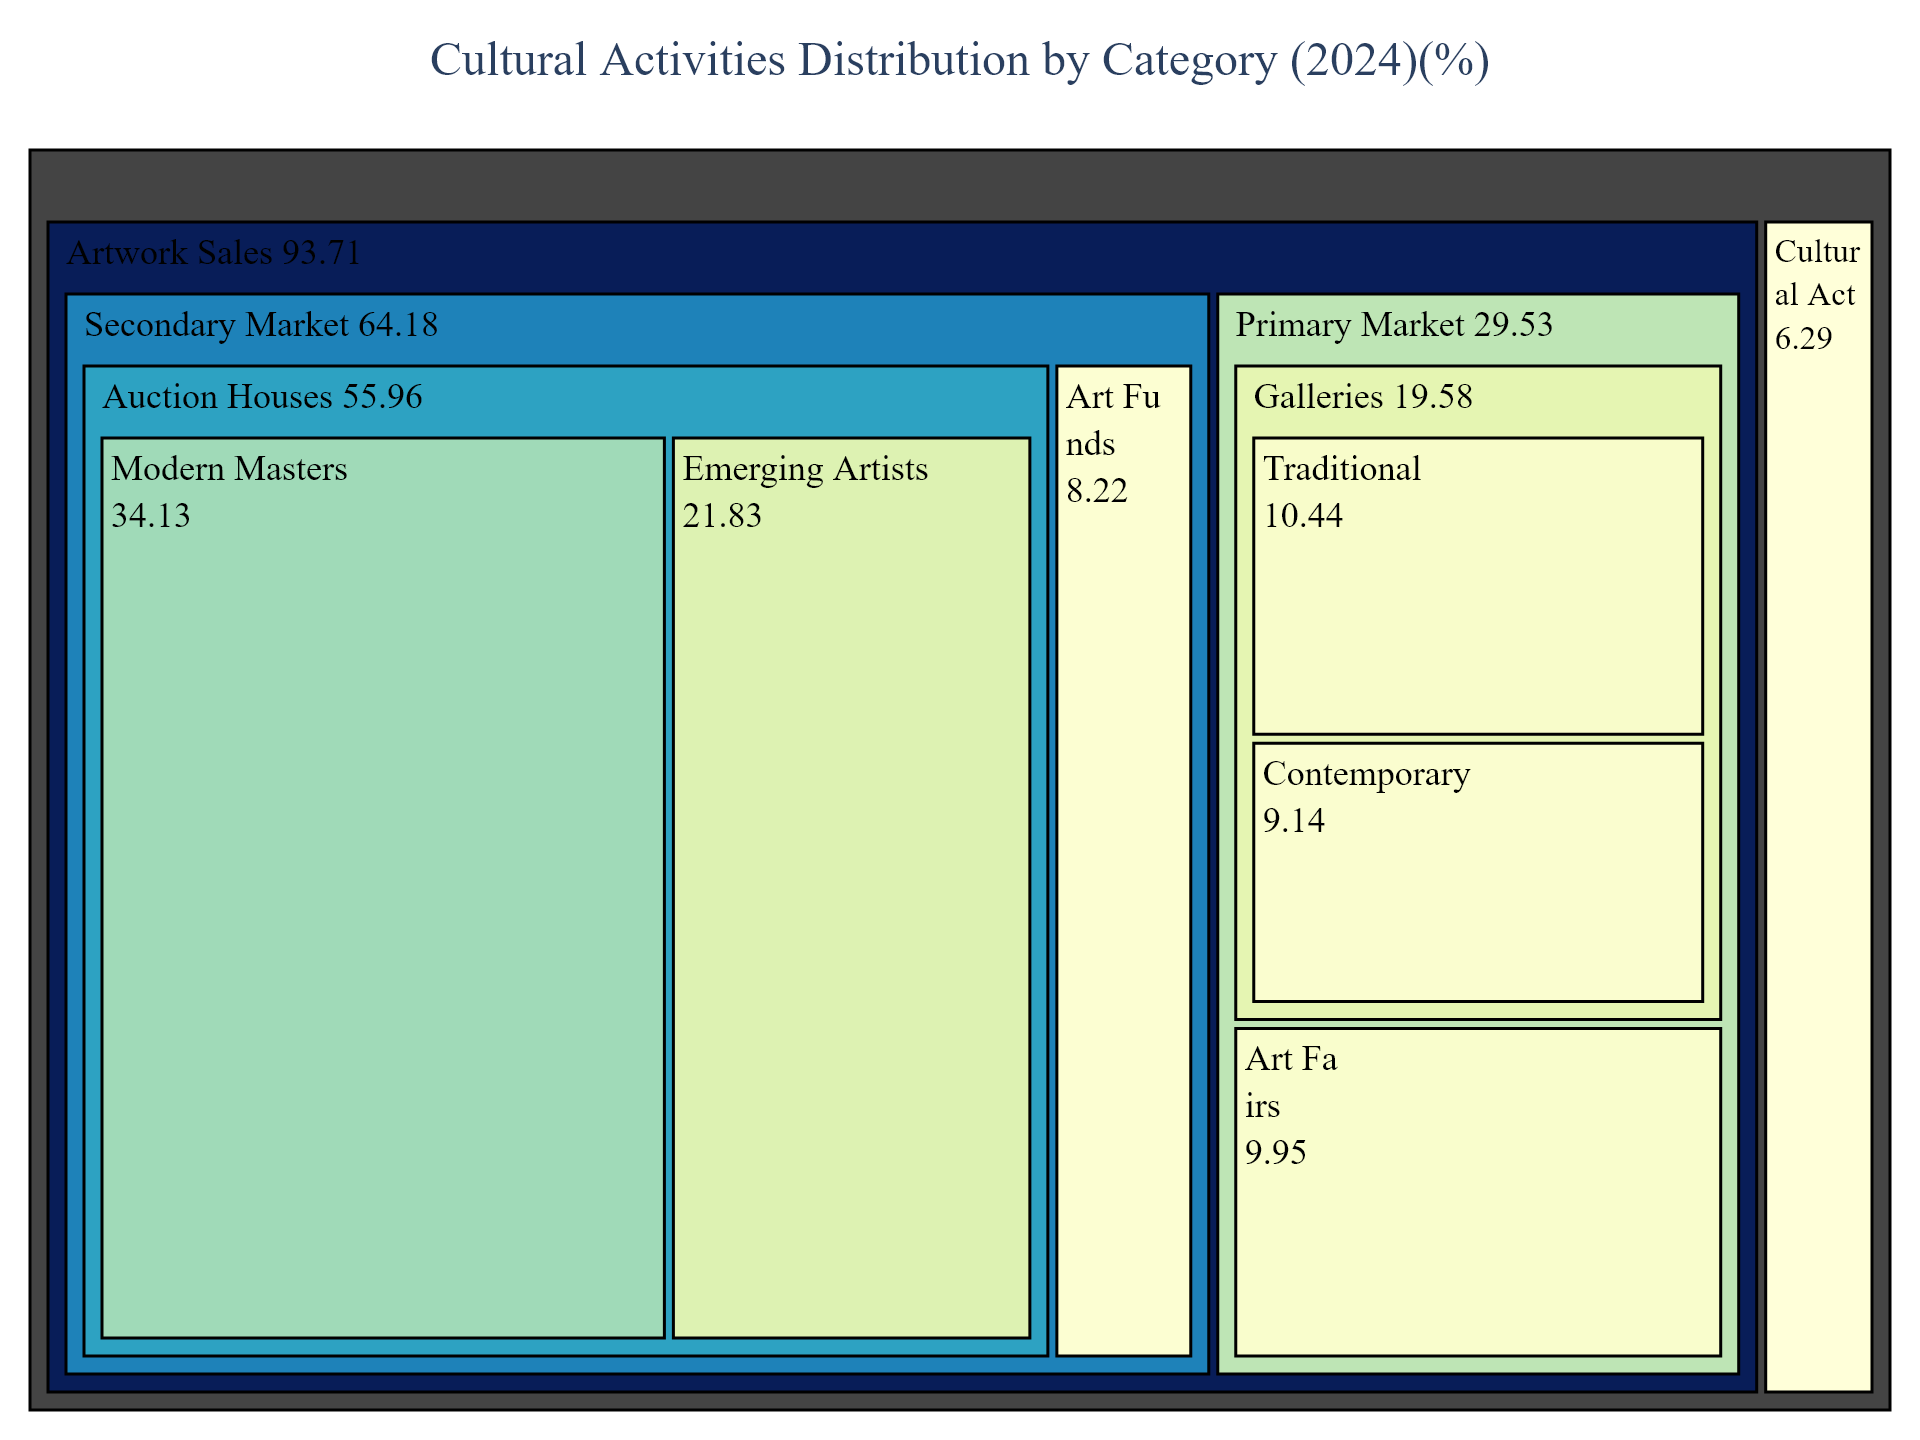 Cultural Activities Distribution by Category (2024)(%)
Artwork Sales 93.71
Secondary Market 64.18
Auction Houses 55.96
Modern Masters
34.13
Emerging Artists
21.83
Art Fu
nds
8.22
Primary Market 29.53
Galleries 19.58
Traditional
10.44
Contemporary
9.14
Art Fa
irs
9.95
Cultur
al Act
6.29